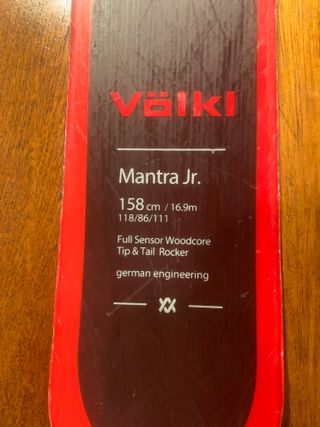 Völkl
Mantra Jr.
158 cm / 16.9m
118/86/111
Full Sensor Woodcore
Tip & Tail Rocker
german engineering